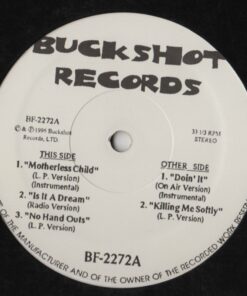 BUCKSHOT
RECORDS
BF-2272A
© & ℗ 1995 Buckshot
Records, LTD.
33 1/3 RPM
STEREO
THIS SIDE
1. "Motherless Child"
(L. P. Version)
(Instrumental)
2. "Is It A Dream"
(Radio Version)
3. "No Hand Outs"
(L. P. Version)
OTHER SIDE
1. "Doin' It"
(On Air Version)
(Instrumental)
2. "Killing Me Softly"
(L. P. Version)
BF-2272A
OF THE MANUFACTURER AND OF THE OWNER OF THE RECORDED WORK